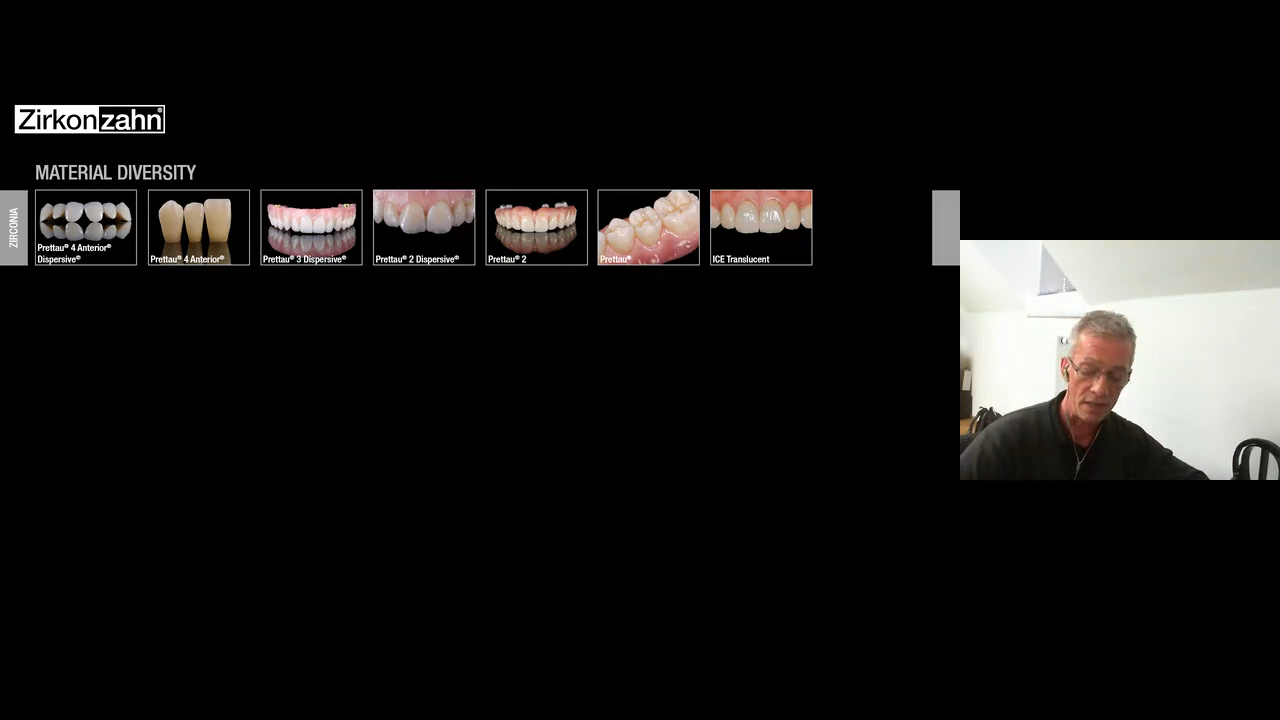 Zirkonzahn®
MATERIAL DIVERSITY
ZIRCONIA
Prettau® 4 Anterior®
Dispersive®
Prettau® 4 Anterior®
Prettau® 3 Dispersive®
Prettau® 2 Dispersive®
Prettau® 2
Prettau®
ICE Translucent